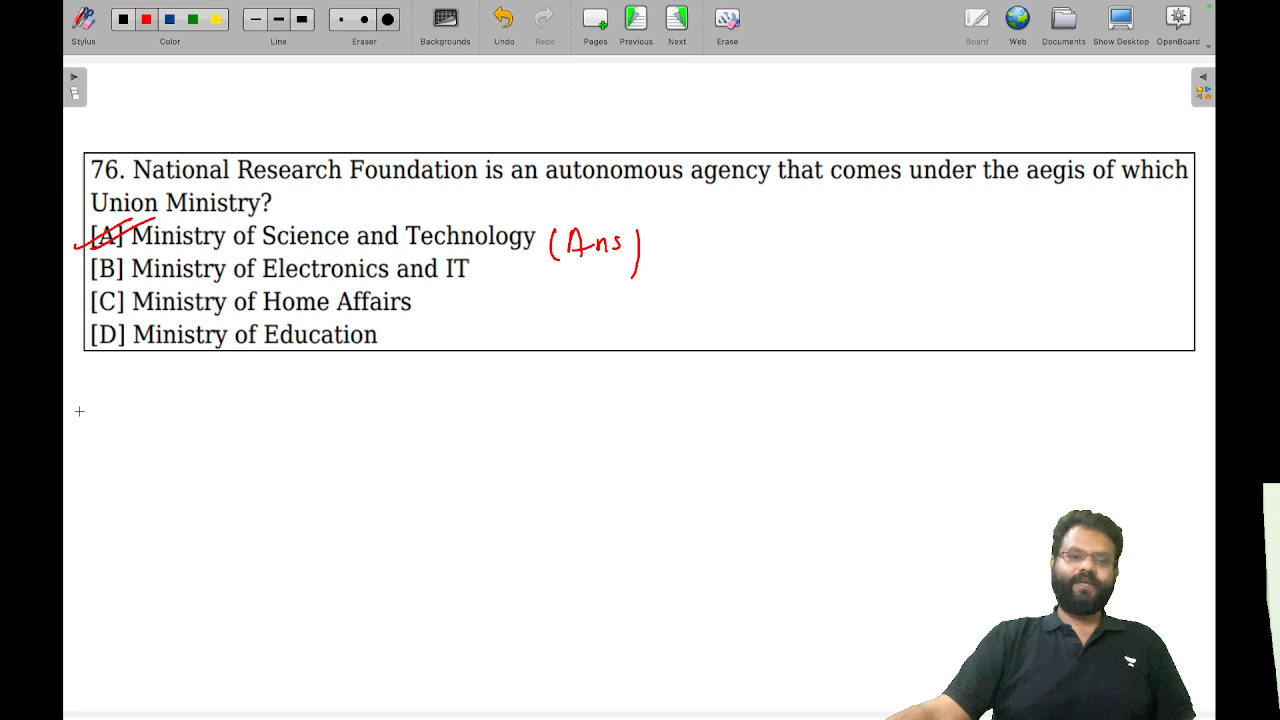 Stylus
Color
Line
Eraser
Backgrounds
Undo
Redo
Pages
Previous
Next
Erase
Board
Web
Documents
Show Desktop
OpenBoard
76. National Research Foundation is an autonomous agency that comes under the aegis of which
Union Ministry?
[A] Ministry of Science and Technology (Ans)
[B] Ministry of Electronics and IT
[C] Ministry of Home Affairs
[D] Ministry of Education